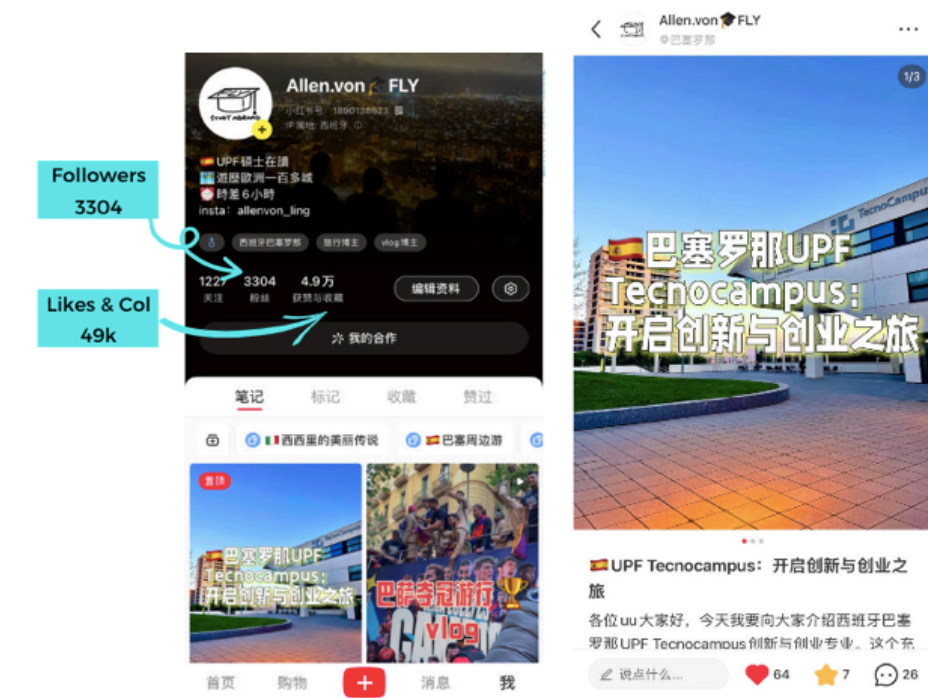 Followers
3304
Likes & Col
49k
Allen.von🎓FLY
小红书号：1890138623
IP属地: 西班牙
🇪🇸UPF碩士在讀
🗺️遊歷歐洲一百多城
⏰時差6小時
insta：allenvon_ling
西班牙巴塞罗那
旅行博主
vlog博主
1227 3304 4.9万
关注 粉丝 获赞与收藏
编辑资料
我的合作
笔记 标记 收藏 赞过
🇮🇹西西里的美丽传说
🇪🇸巴塞周边游
置顶
巴塞罗那UPF
Tecnocampus：
开启创新与创业之旅
巴萨夺冠游行
vlog
首页 购物 消息 我
Allen.von🎓FLY
巴塞罗那
1/3
TecnoCampus
🇪🇸巴塞罗那UPF
Tecnocampus：
开启创新与创业之旅
🇪🇸UPF Tecnocampus：开启创新与创业之
旅
各位uu大家好，今天我要向大家介绍西班牙巴塞
罗那UPF Tecnocampus创新与创业专业。这个充
说点什么...
64 7 26